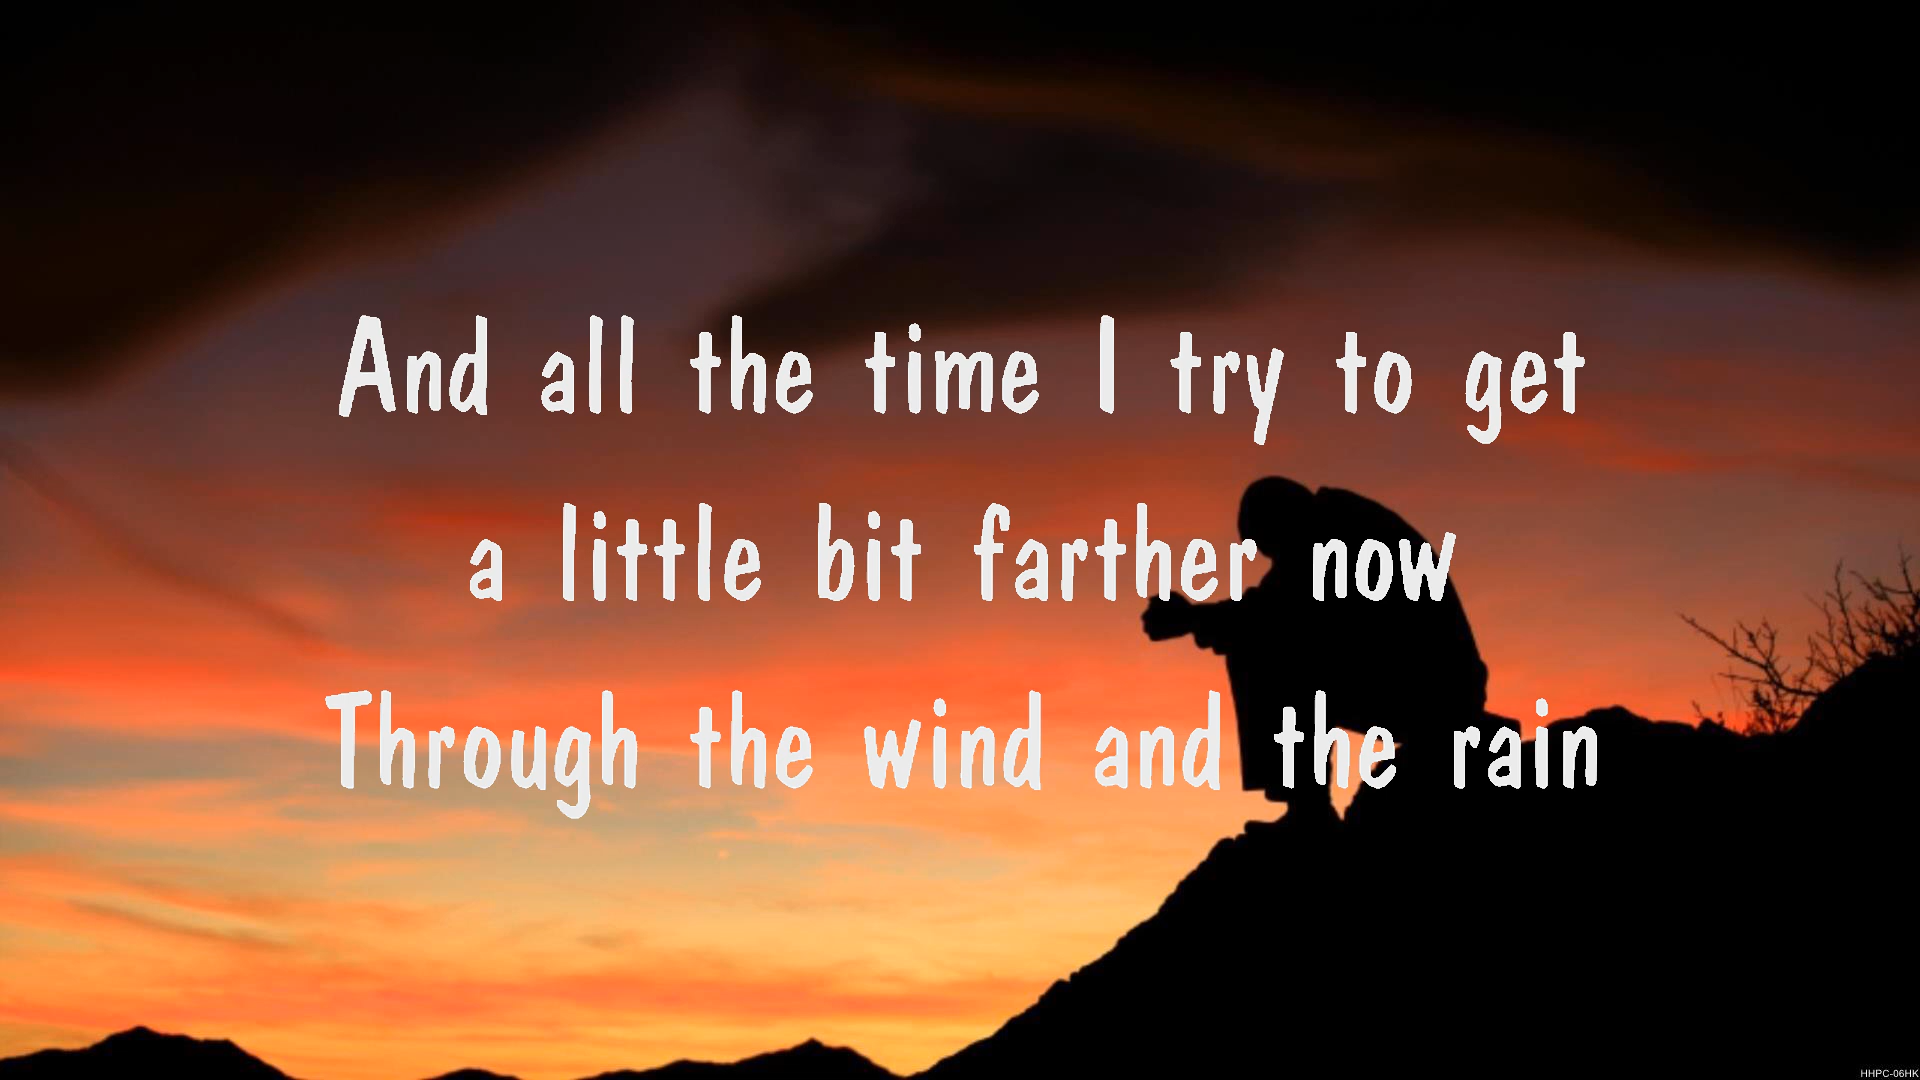 And all the time I try to get
a little bit farther now
Through the wind and the rain
HHPC-06HK